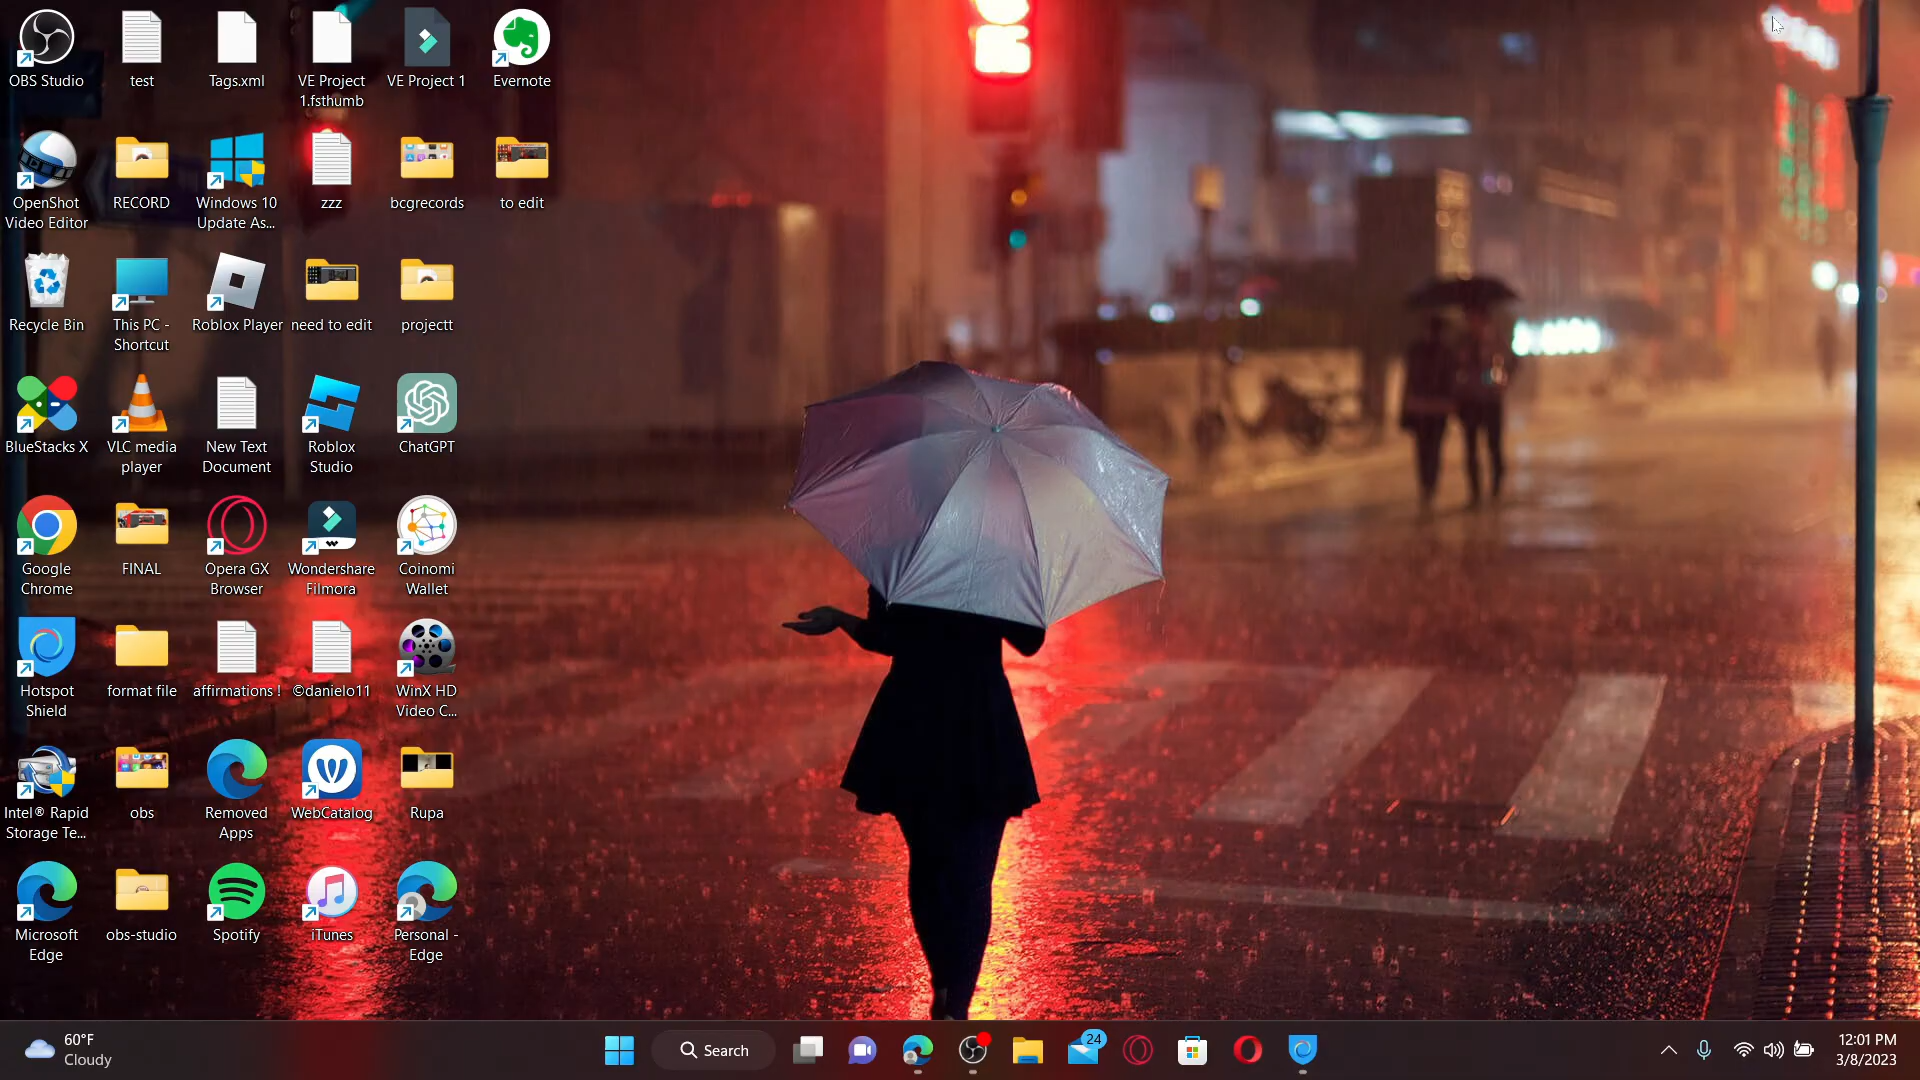 OBS Studio
test
Tags.xml
VE Project
1.fsthumb
VE Project 1
Evernote
OpenShot
Video Editor
RECORD
Windows 10
Update As...
zzz
bcgrecords
to edit
Recycle Bin
This PC -
Shortcut
Roblox Player
need to edit
projectt
BlueStacks X
VLC media
player
New Text
Document
Roblox
Studio
ChatGPT
Google
Chrome
FINAL
Opera GX
Browser
Wondershare
Filmora
Coinomi
Wallet
Hotspot
Shield
format file
affirmations !
©danielo11
WinX HD
Video C...
Intel® Rapid
Storage Te...
obs
Removed
Apps
WebCatalog
Rupa
Microsoft
Edge
obs-studio
Spotify
iTunes
Personal -
Edge
60°F
Cloudy
Search
24
12:01 PM
3/8/2023